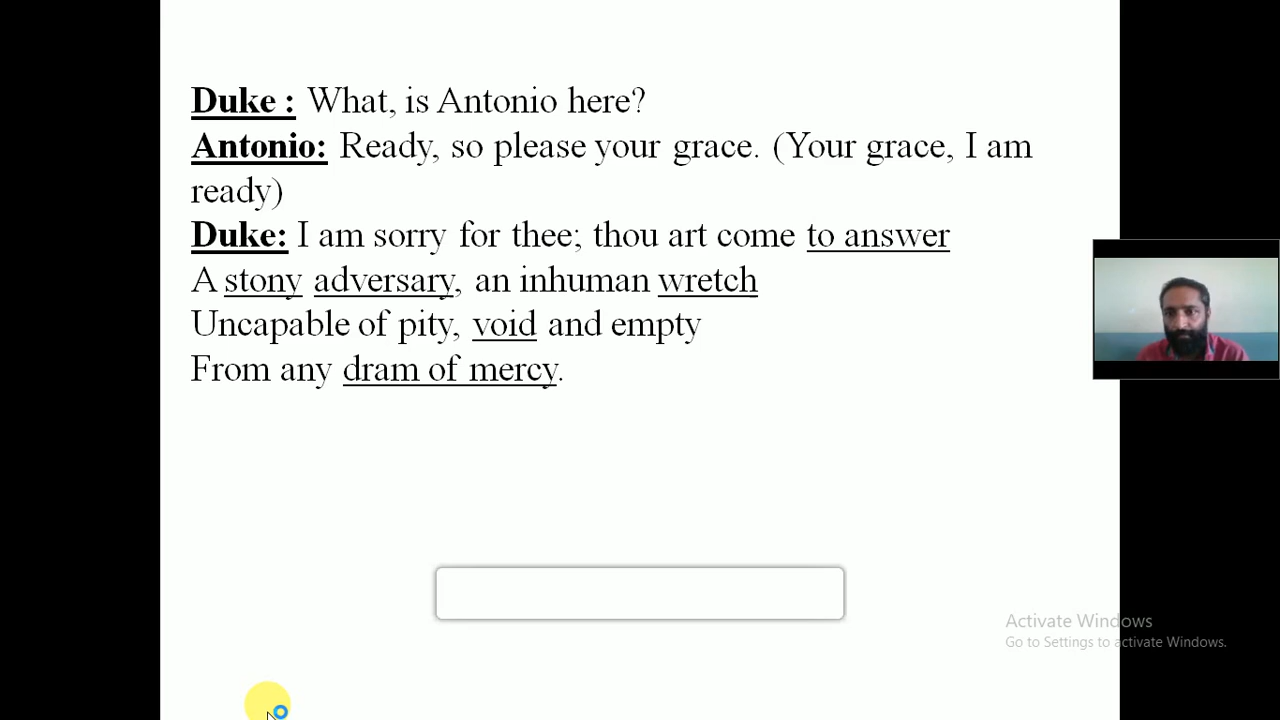 Duke : What, is Antonio here?
Antonio: Ready, so please your grace. (Your grace, I am
ready)
Duke: I am sorry for thee; thou art come to answer
A stony adversary, an inhuman wretch
Uncapable of pity, void and empty
From any dram of mercy.
Activate Windows
Go to Settings to activate Windows.